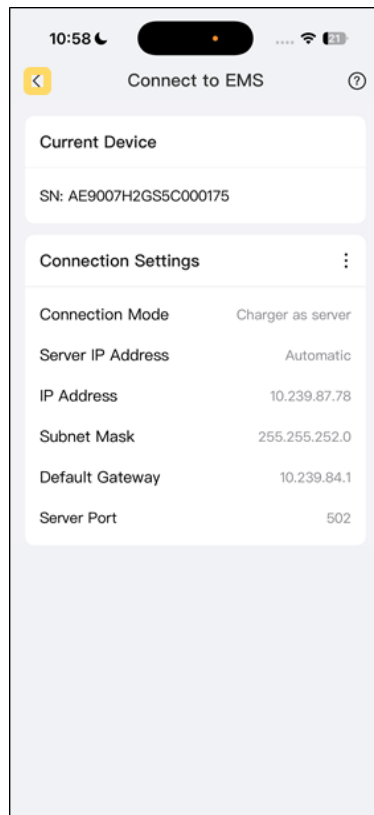 10:58
21
Connect to EMS
Current Device
SN: AE9007H2GS5C000175
Connection Settings
Connection Mode Charger as server
Server IP Address Automatic
IP Address 10.239.87.78
Subnet Mask 255.255.252.0
Default Gateway 10.239.84.1
Server Port 502